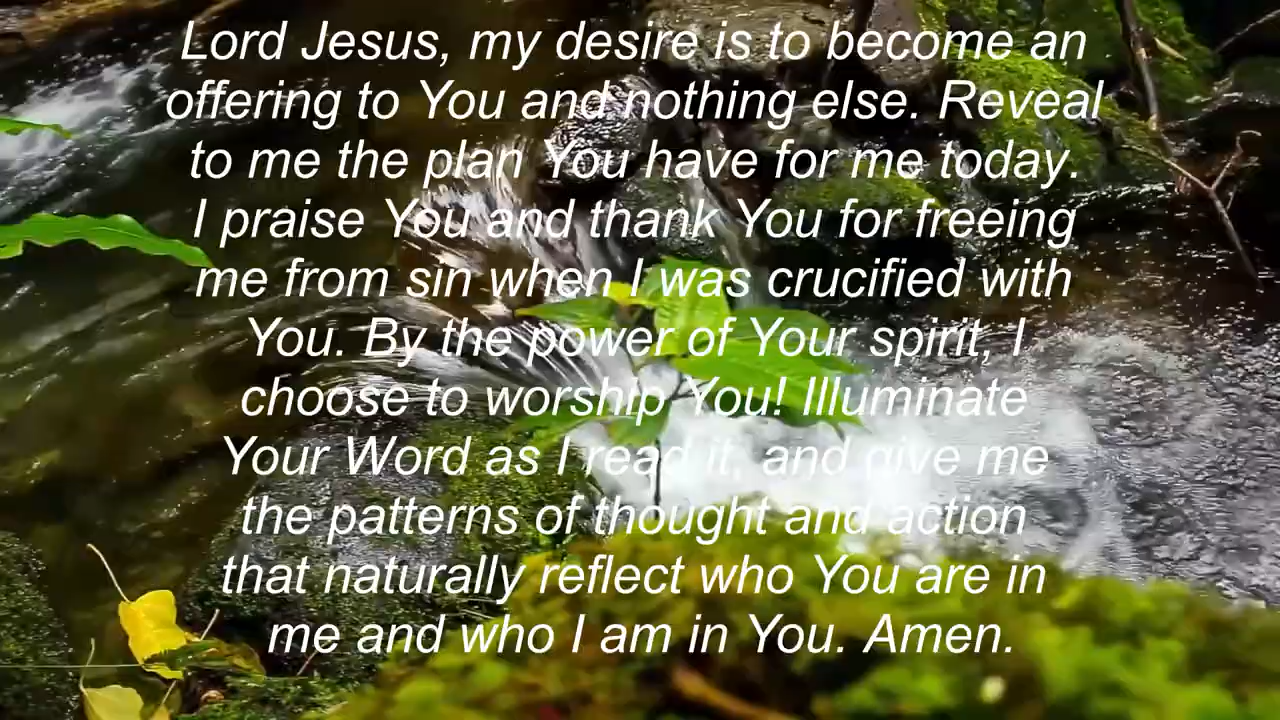 Lord Jesus, my desire is to become an
offering to You and nothing else. Reveal
to me the plan You have for me today.
I praise You and thank You for freeing
me from sin when I was crucified with
You. By the power of Your spirit, I
choose to worship You! Illuminate
Your Word as I read it, and give me
the patterns of thought and action
that naturally reflect who You are in
me and who I am in You. Amen.